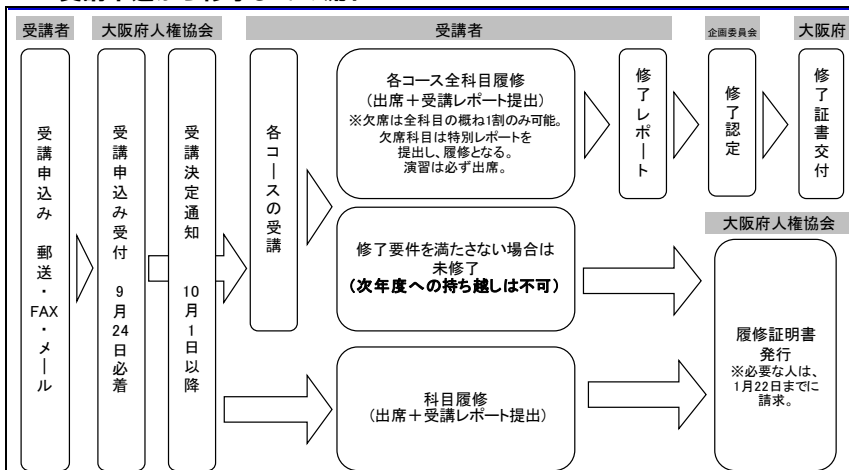 受講者
大阪府人権協会
受講者
企画委員会
大阪府
受講申込み　郵送・FAX・メール
受講申込み受付　9月24日必着
受講決定通知　10月1日以降
各コースの受講
各コース全科目履修
（出席＋受講レポート提出）
※欠席は全科目の概ね1割のみ可能。
欠席科目は特別レポートを
提出し、履修となる。
演習は必ず出席。
修了レポート
修了認定
修了証書交付
修了要件を満たさない場合は
未修了
（次年度への持ち越しは不可）
大阪府人権協会
履修証明書
発行
※必要な人は、
1月22日までに
請求。
科目履修
（出席＋受講レポート提出）